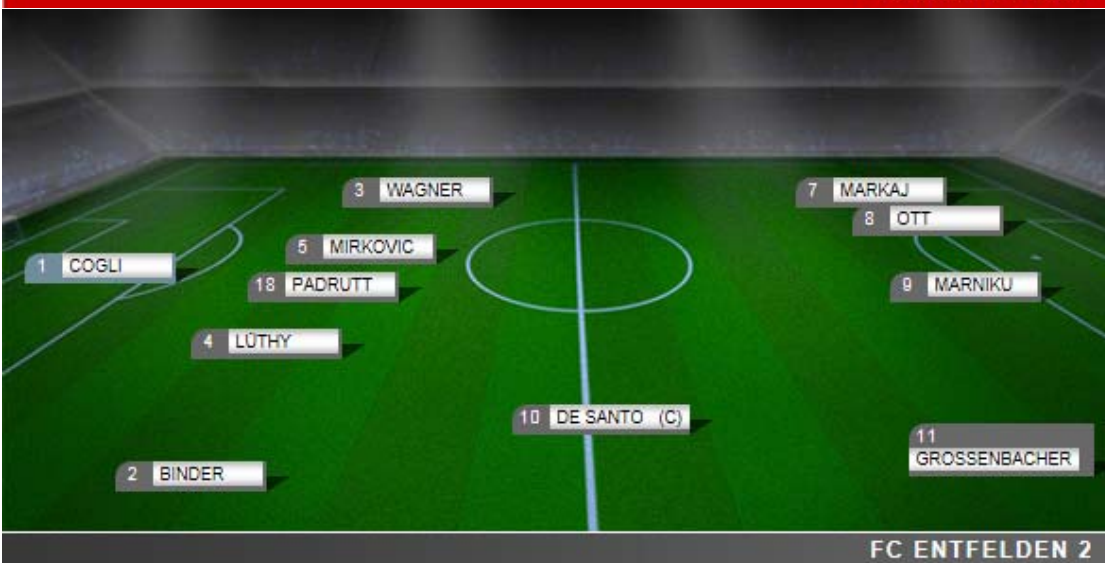 3 WAGNER
7 MARKAJ
8 OTT
5 MIRKOVIC
1 COGLI
18 PADRUTT
9 MARNIKU
4 LÜTHY
10 DE SANTO (C)
11
GROSSENBACHER
2 BINDER
FC ENTFELDEN 2